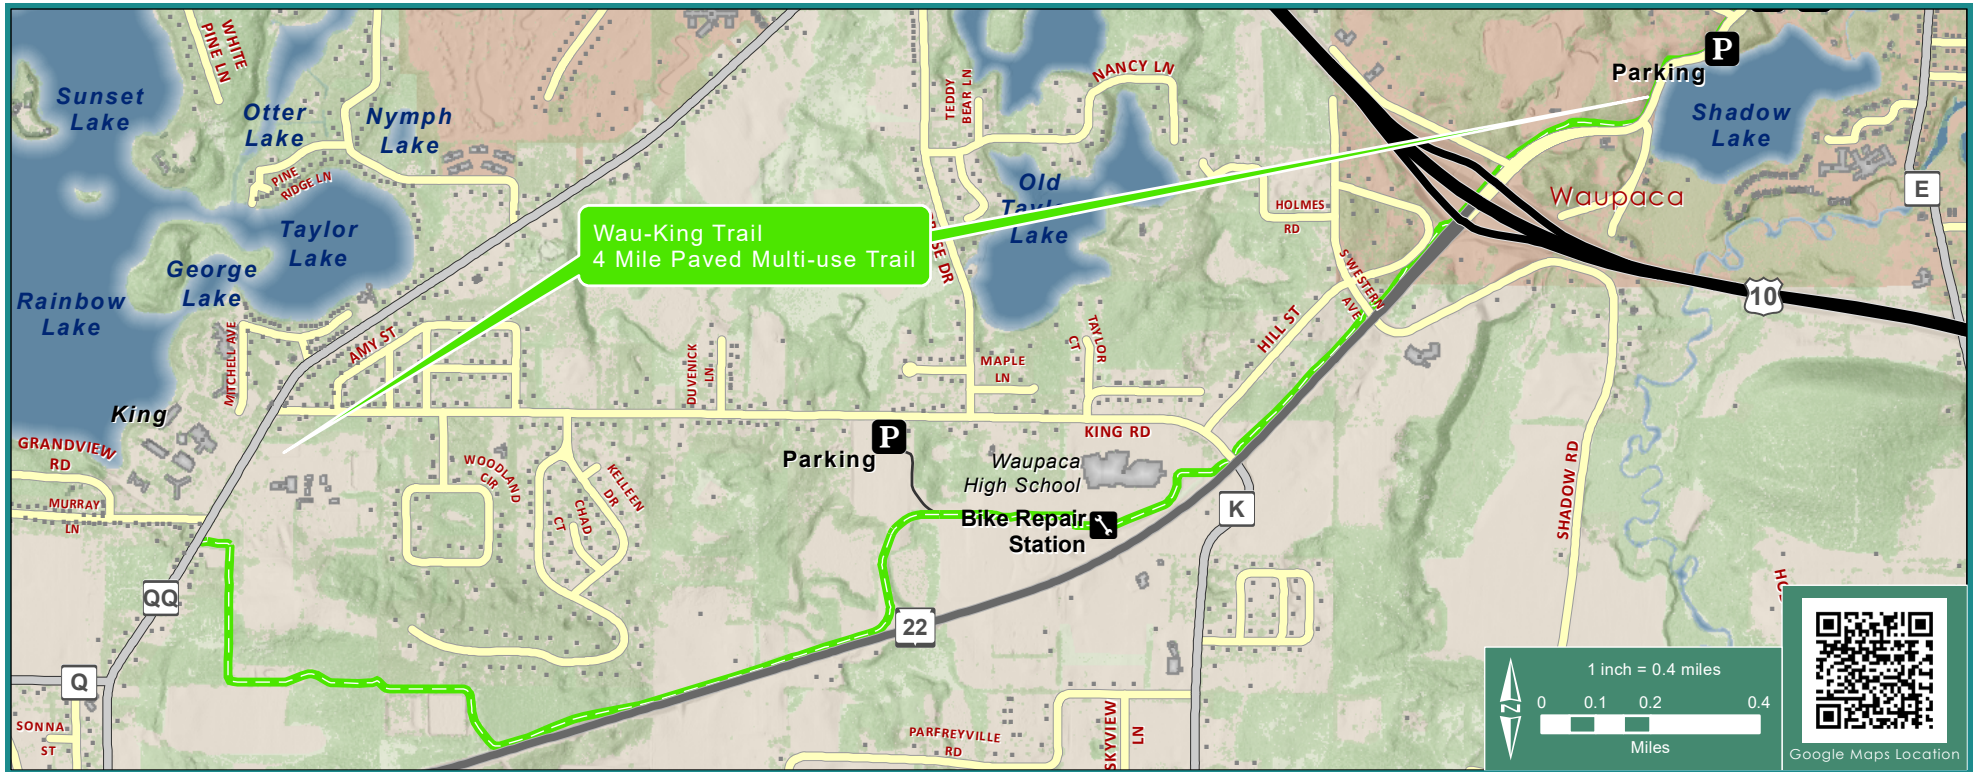 WHITE
PINE LN
Sunset
Lake
Otter
Lake
Nymph
Lake
PINE
RIDGE LN
Taylor
Lake
George
Lake
Rainbow
Lake
MITCHELL AVE
AMY ST
King
GRANDVIEW
RD
MURRAY
LN
QQ
Q
SONNA
ST
Wau-King Trail
4 Mile Paved Multi-use Trail
TEDDY
BEAR LN
NANCY LN
Old
Taylor
Lake
SE DR
DUVENICK
LN
MAPLE
LN
TAYLOR
CT
KING RD
WOODLAND
CIR
KELLEEN
DR
CHAD
CT
P
Parking
Waupaca
High School
Bike Repair
Station
22
K
PARFREYVILLE
RD
SKYVIEW
LN
HOLMES
RD
S WESTERN
AVE
HILL ST
Waupaca
P
Parking
Shadow
Lake
E
10
SHADOW RD
1 inch = 0.4 miles
N
0 0.1 0.2 0.4
Miles
Google Maps Location